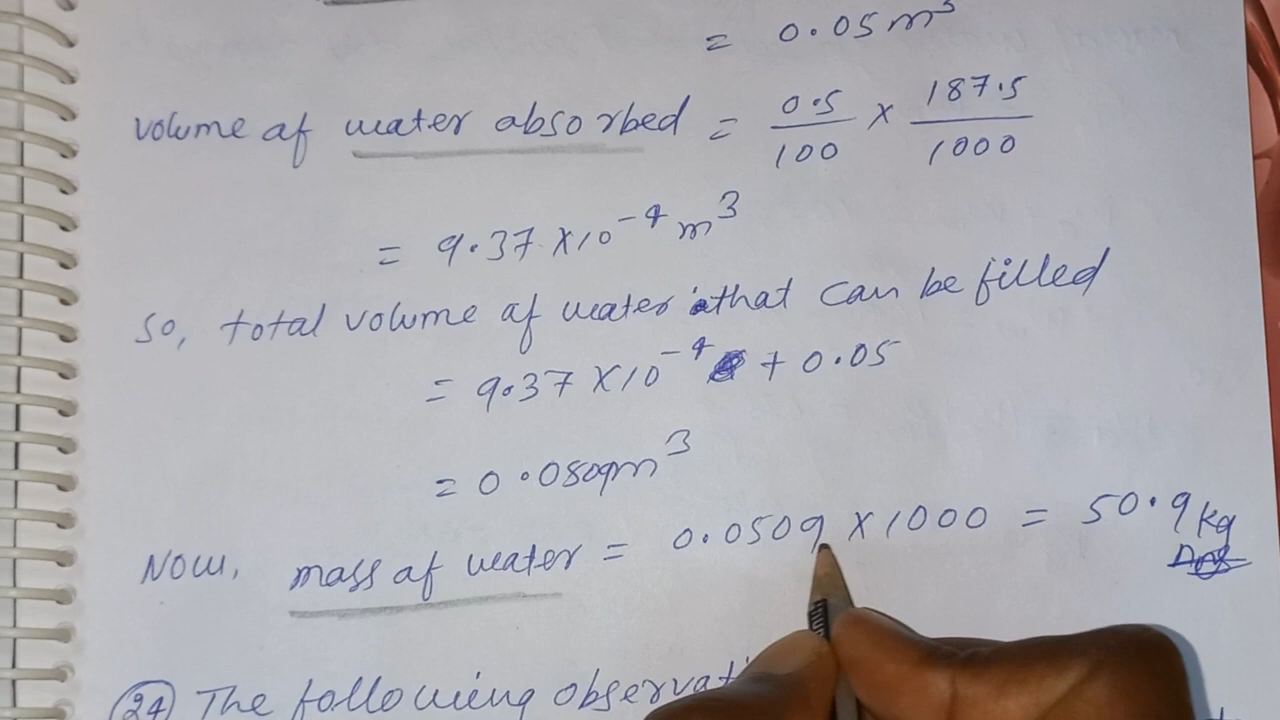 = 0.05 m³
Volume of water absorbed = 0.5/100 × 187.5/1000
= 9.37 × 10⁻⁴ m³
So, total volume of water that can be filled
= 9.37 × 10⁻⁴ + 0.05
= 0.0509 m³
Now, mass of water = 0.0509 × 1000 = 50.9 kg
Ans
(24) The following observati